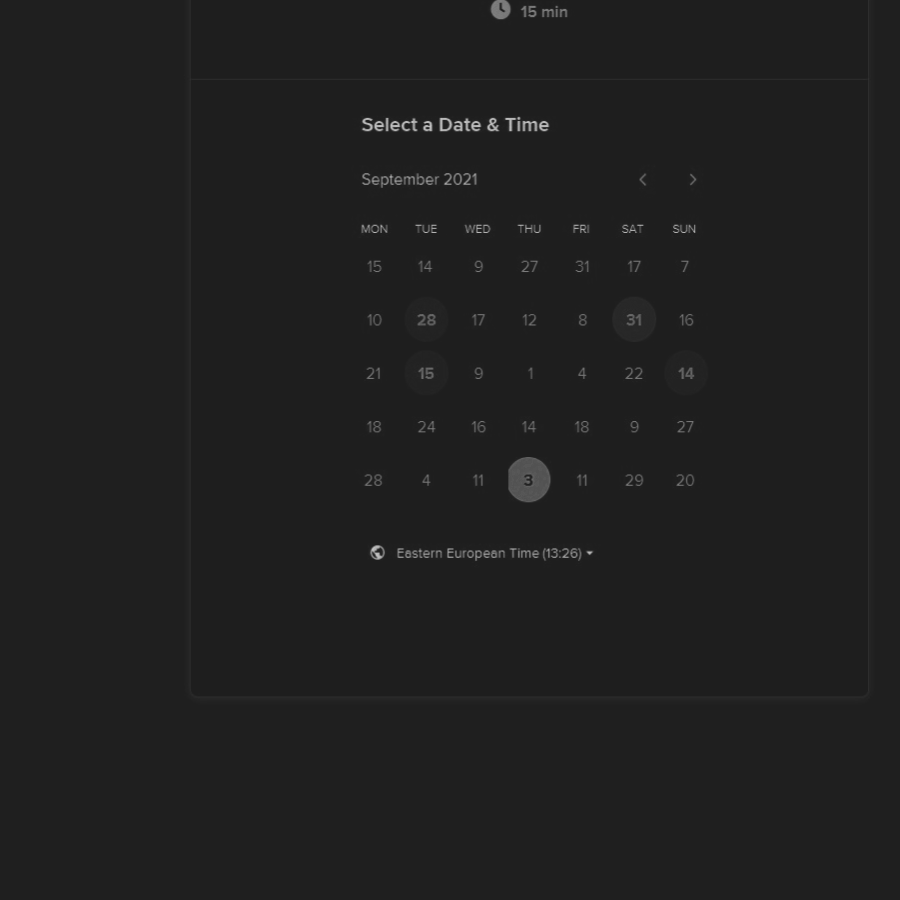 15 min
Select a Date & Time
September 2021
MON TUE WED THU FRI SAT SUN
15 14 9 27 31 17 7
10 28 17 12 8 31 16
21 15 9 1 4 22 14
18 24 16 14 18 9 27
28 4 11 3 11 29 20
Eastern European Time (13:26)